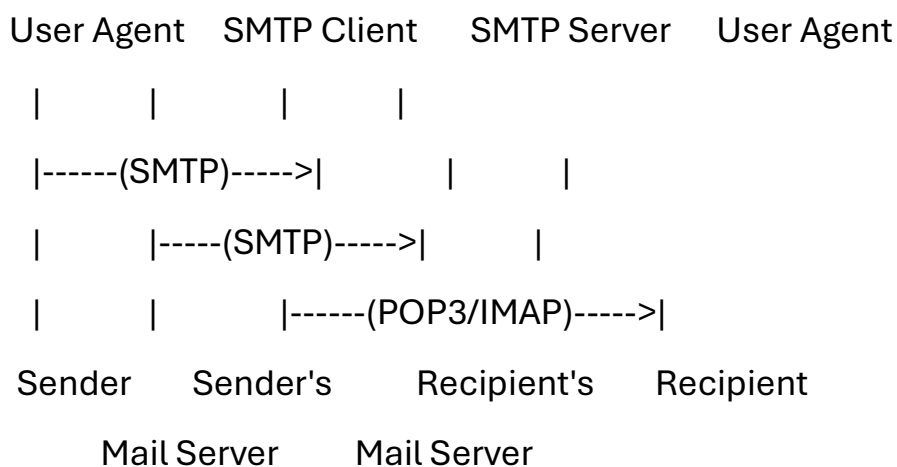 User Agent   SMTP Client     SMTP Server    User Agent
|          |           |          |
|------(SMTP)----->|           |          |
|          |-----(SMTP)----->|          |
|          |           |------(POP3/IMAP)----->|
Sender     Sender's       Recipient's     Recipient
Mail Server      Mail Server